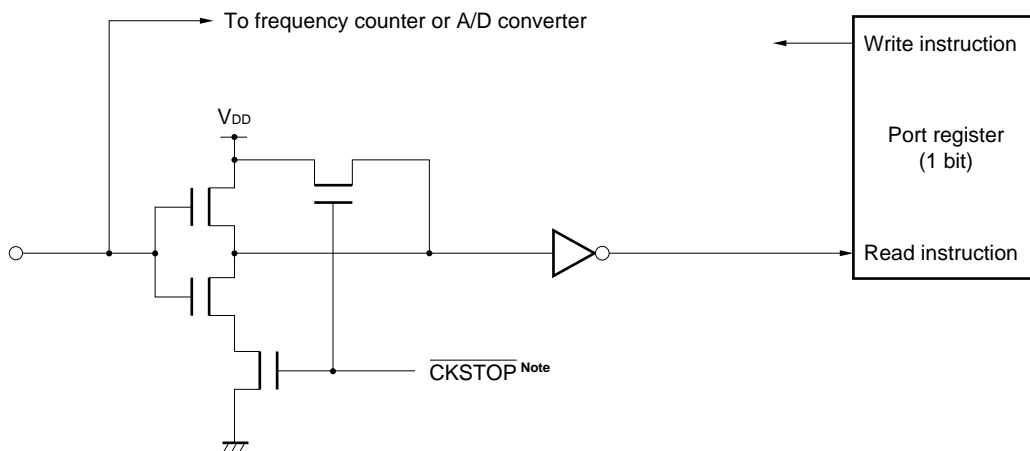 To frequency counter or A/D converter
Write instruction
VDD
Port register
(1 bit)
Read instruction
CKSTOP Note